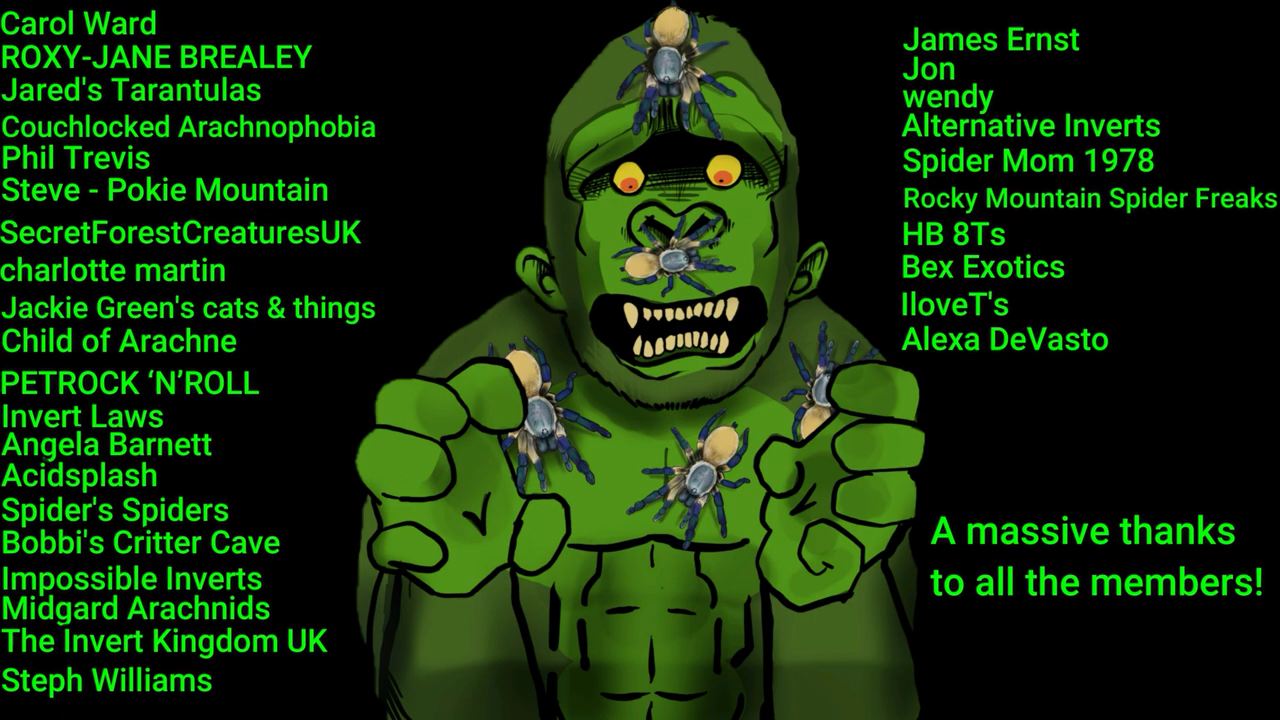 Carol Ward
ROXY-JANE BREALEY
Jared's Tarantulas
Couchlocked Arachnophobia
Phil Trevis
Steve - Pokie Mountain
SecretForestCreaturesUK
charlotte martin
Jackie Green's cats & things
Child of Arachne
PETROCK ‘N’ROLL
Invert Laws
Angela Barnett
Acidsplash
Spider's Spiders
Bobbi's Critter Cave
Impossible Inverts
Midgard Arachnids
The Invert Kingdom UK
Steph Williams
James Ernst
Jon
wendy
Alternative Inverts
Spider Mom 1978
Rocky Mountain Spider Freaks
HB 8Ts
Bex Exotics
IloveT's
Alexa DeVasto
A massive thanks
to all the members!